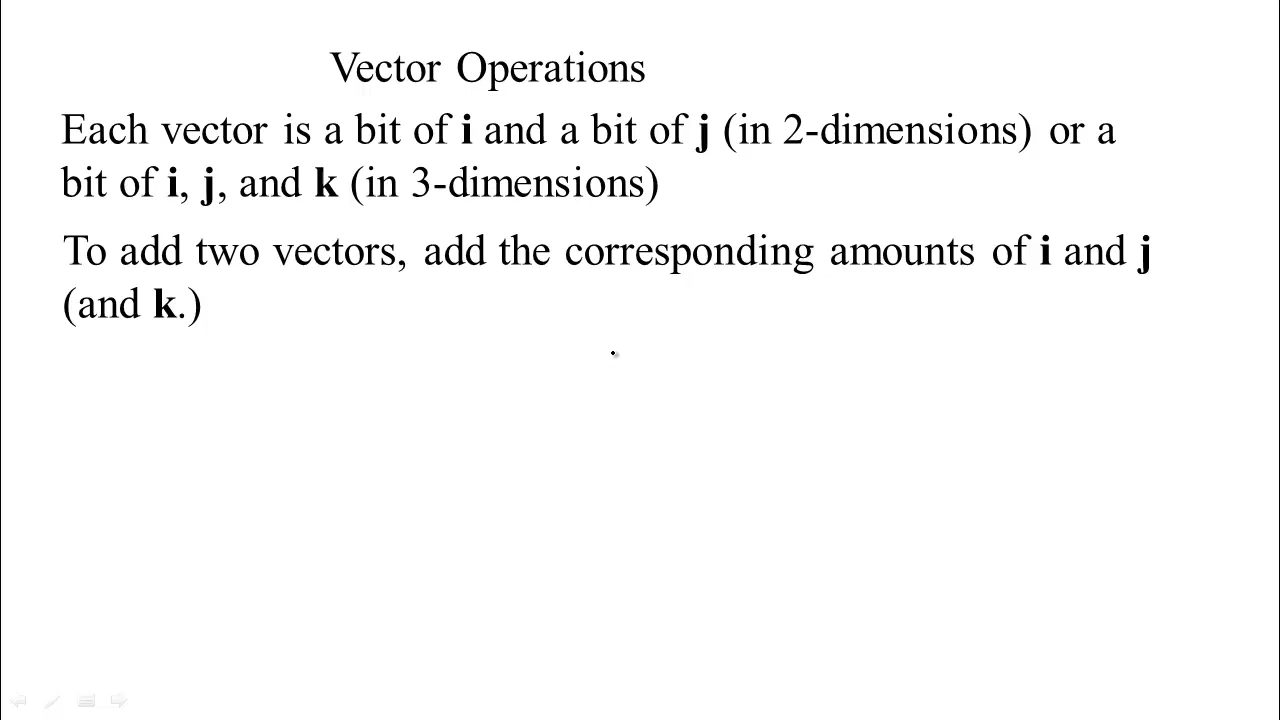 Vector Operations
Each vector is a bit of i and a bit of j (in 2-dimensions) or a
bit of i, j, and k (in 3-dimensions)
To add two vectors, add the corresponding amounts of i and j
(and k.)